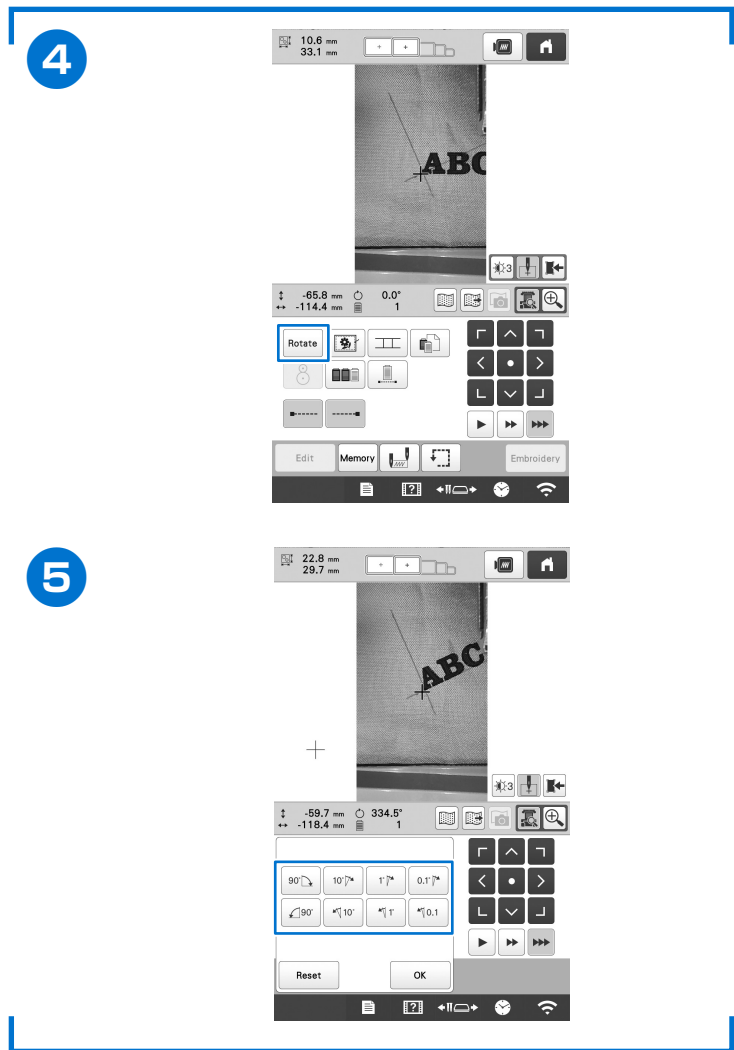 4
10.6 mm
33.1 mm
ABC
3
-65.8 mm 0.0°
-114.4 mm 1
Rotate
Edit Memory Embroidery
?
5
22.8 mm
29.7 mm
ABC
3
-59.7 mm 334.5°
-118.4 mm 1
90° 10° 1° 0.1°
90° 10° 1° 0.1
Reset OK
?